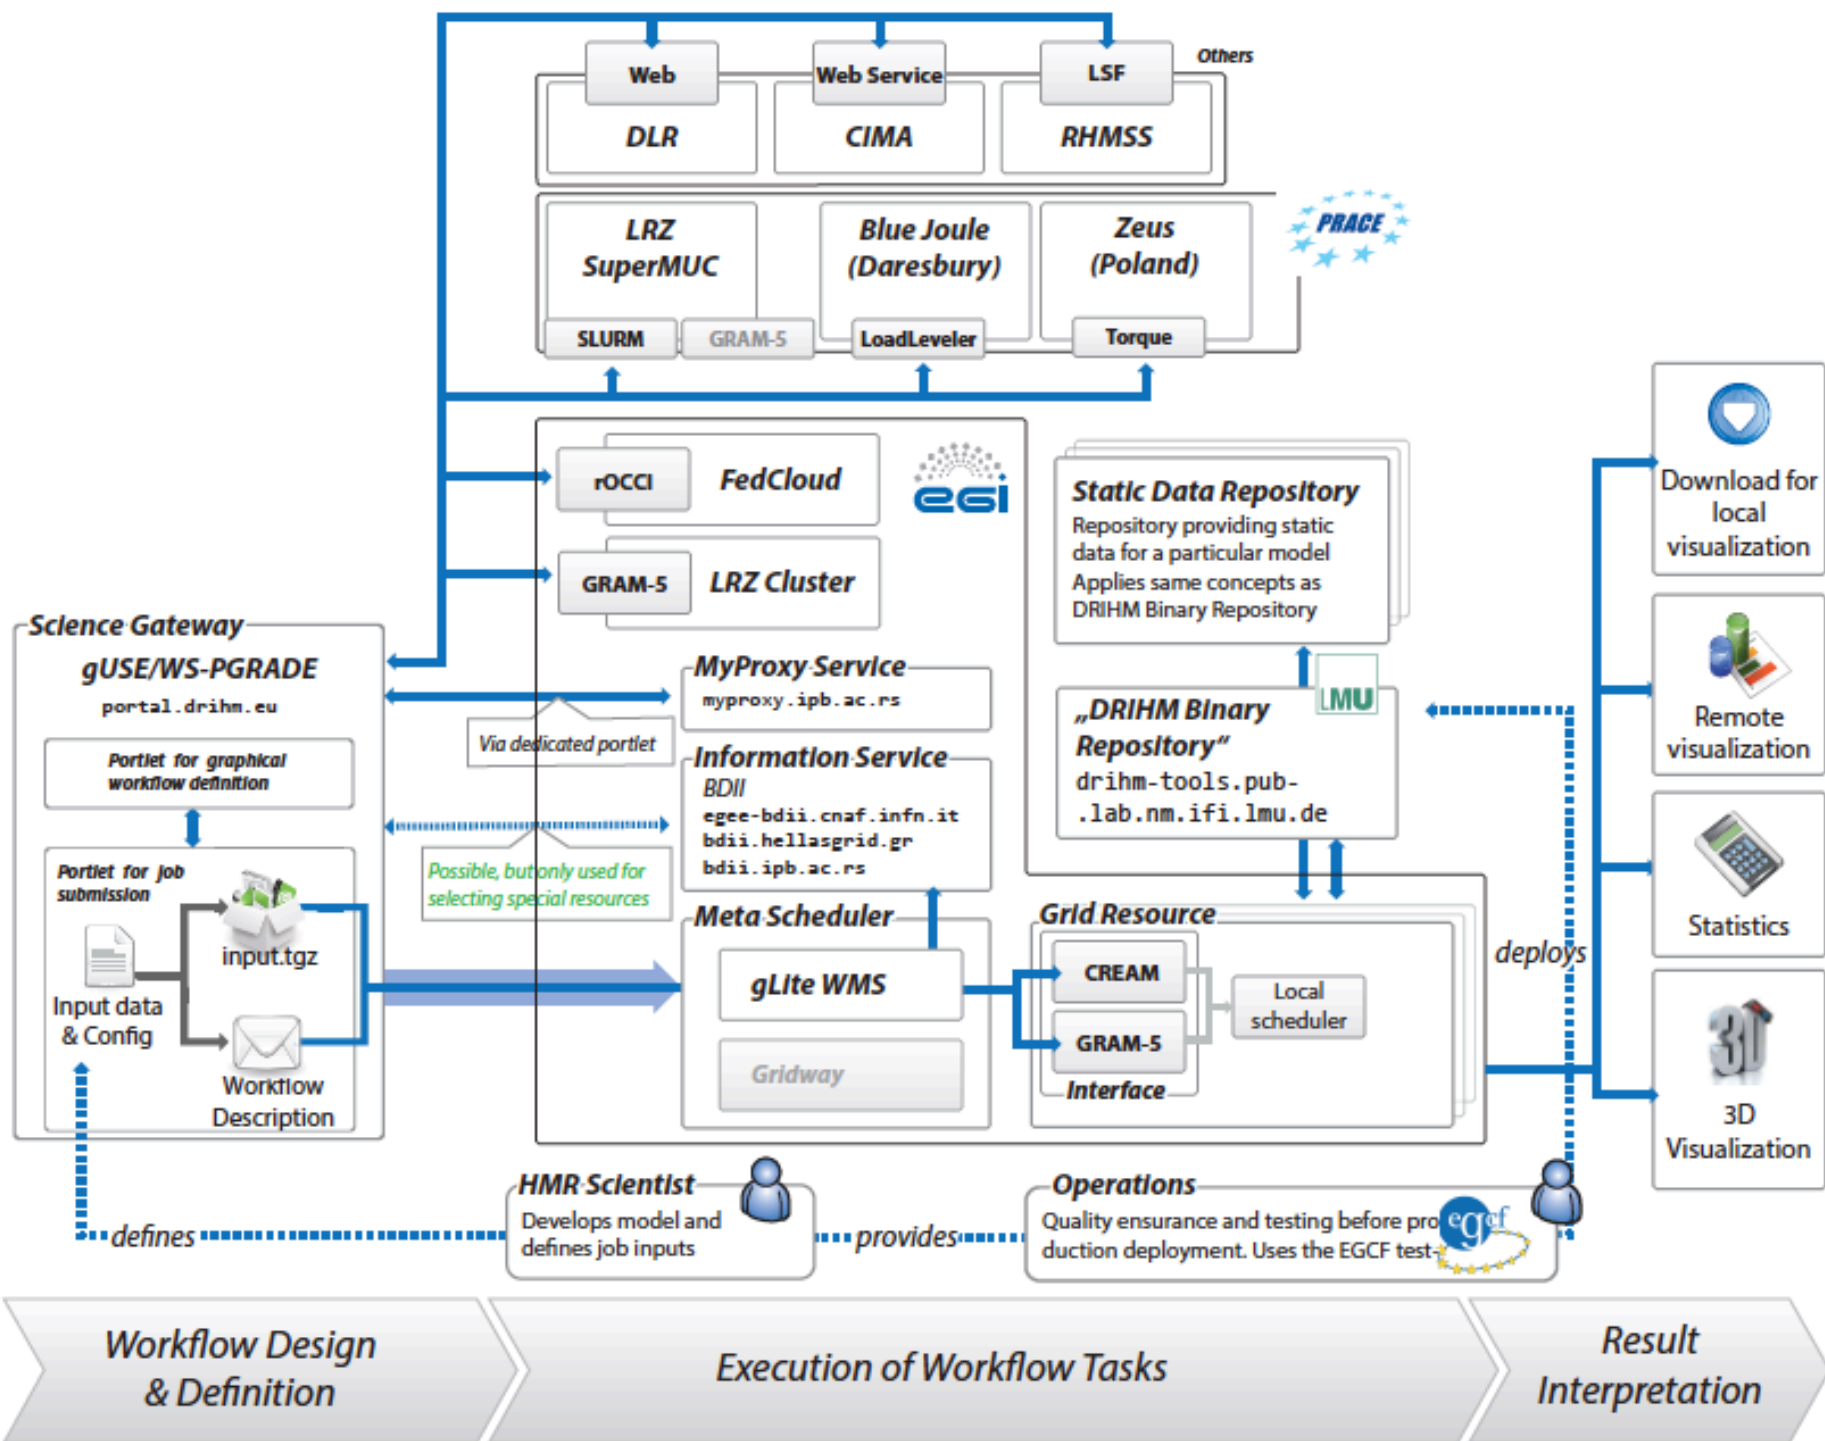 Others
Web
Web Service
LSF
DLR
CIMA
RHMSS
LRZ
SuperMUC
Blue Joule
(Daresbury)
Zeus
(Poland)
PRACE
SLURM
GRAM-5
LoadLeveler
Torque
rOCCI
FedCloud
egi
GRAM-5
LRZ Cluster
Static Data Repository
Repository providing static
data for a particular model
Applies same concepts as
DRIHM Binary Repository
Science Gateway
gUSE/WS-PGRADE
portal.drihm.eu
Portlet for graphical
workflow definition
Portlet for job
submission
input.tgz
Input data
& Config
Workflow
Description
MyProxy Service
myproxy.ipb.ac.rs
Via dedicated portlet
Information Service
BDII
egee-bdii.cnaf.infn.it
bdii.hellasgrid.gr
bdii.ipb.ac.rs
Possible, but only used for
selecting special resources
LMU
„DRIHM Binary
Repository“
drihm-tools.pub-
.lab.nm.ifi.lmu.de
Meta Scheduler
gLite WMS
Gridway
Grid Resource
CREAM
GRAM-5
Interface
Local
scheduler
deploys
Download for
local
visualization
Remote
visualization
Statistics
3D
3D
Visualization
HMR Scientist
Develops model and
defines job inputs
defines
provides
Operations
Quality ensurance and testing before pro
duction deployment. Uses the EGCF test-
egcf
Workflow Design
& Definition
Execution of Workflow Tasks
Result
Interpretation